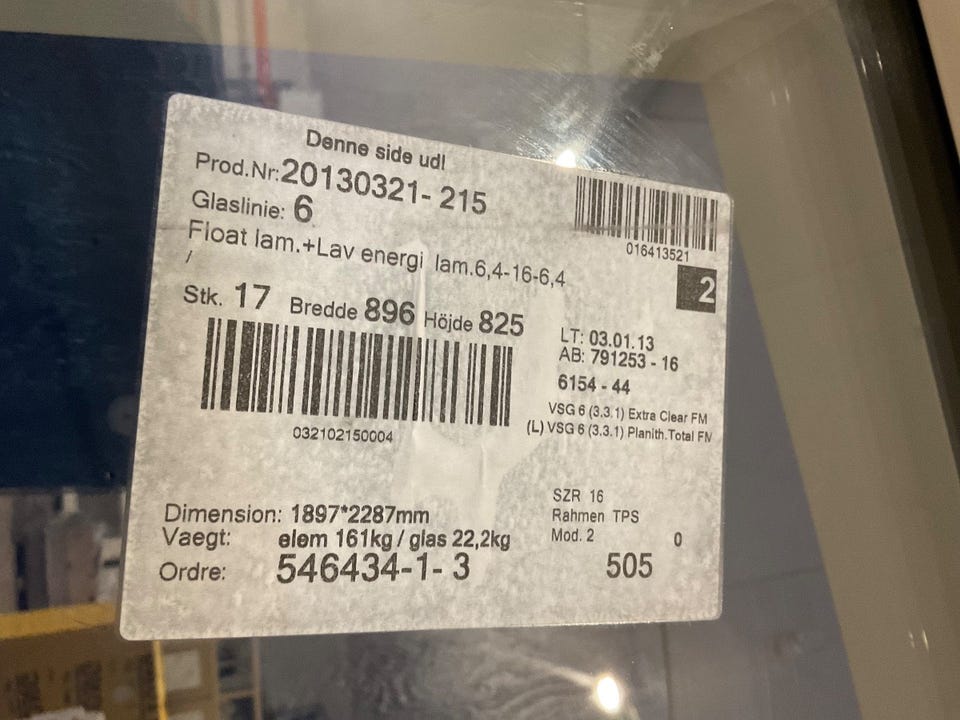 Denne side ud!
Prod.Nr:20130321- 215
016413521
Glaslinie: 6
Float lam.+Lav energi lam.6,4-16-6,4
/
2
Stk. 17 Bredde 896 Höjde 825
LT: 03.01.13
AB: 791253 - 16
6154 - 44
VSG 6 (3.3.1) Extra Clear FM
(L) VSG 6 (3.3.1) Planith.Total FM
032102150004
SZR 16
Rahmen TPS
Mod. 2
0
505
Dimension: 1897*2287mm
Vaegt: elem 161kg / glas 22,2kg
Ordre: 546434-1- 3